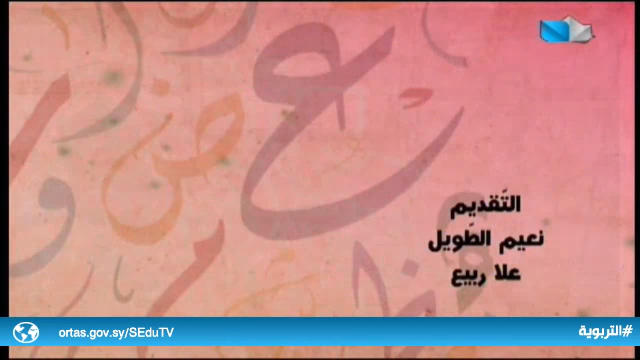 التّقديم
نعيم الطّويل
علا ربيع
#التربوية
ortas.gov.sy/SEduTV